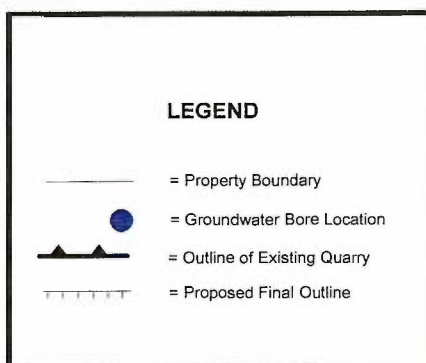 LEGEND
= Property Boundary
= Groundwater Bore Location
= Outline of Existing Quarry
= Proposed Final Outline